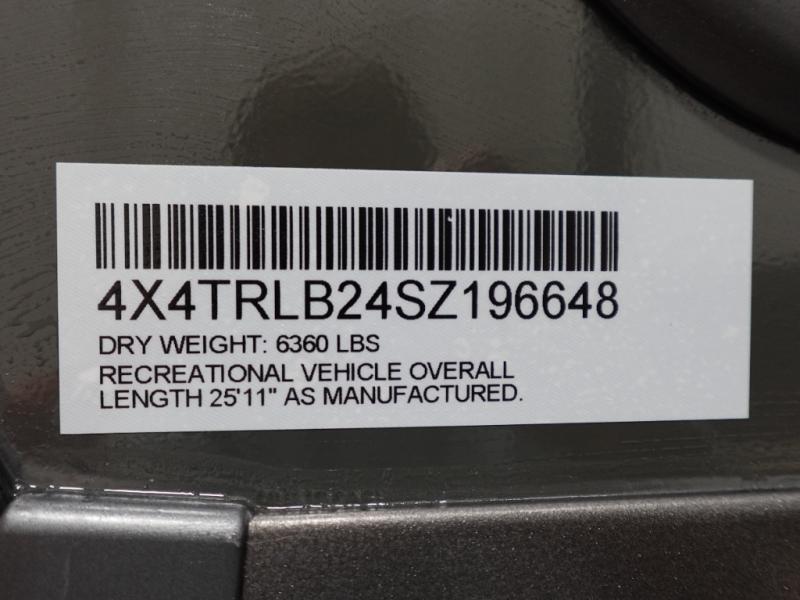 4X4TRLB24SZ196648
DRY WEIGHT: 6360 LBS
RECREATIONAL VEHICLE OVERALL
LENGTH 25'11" AS MANUFACTURED.